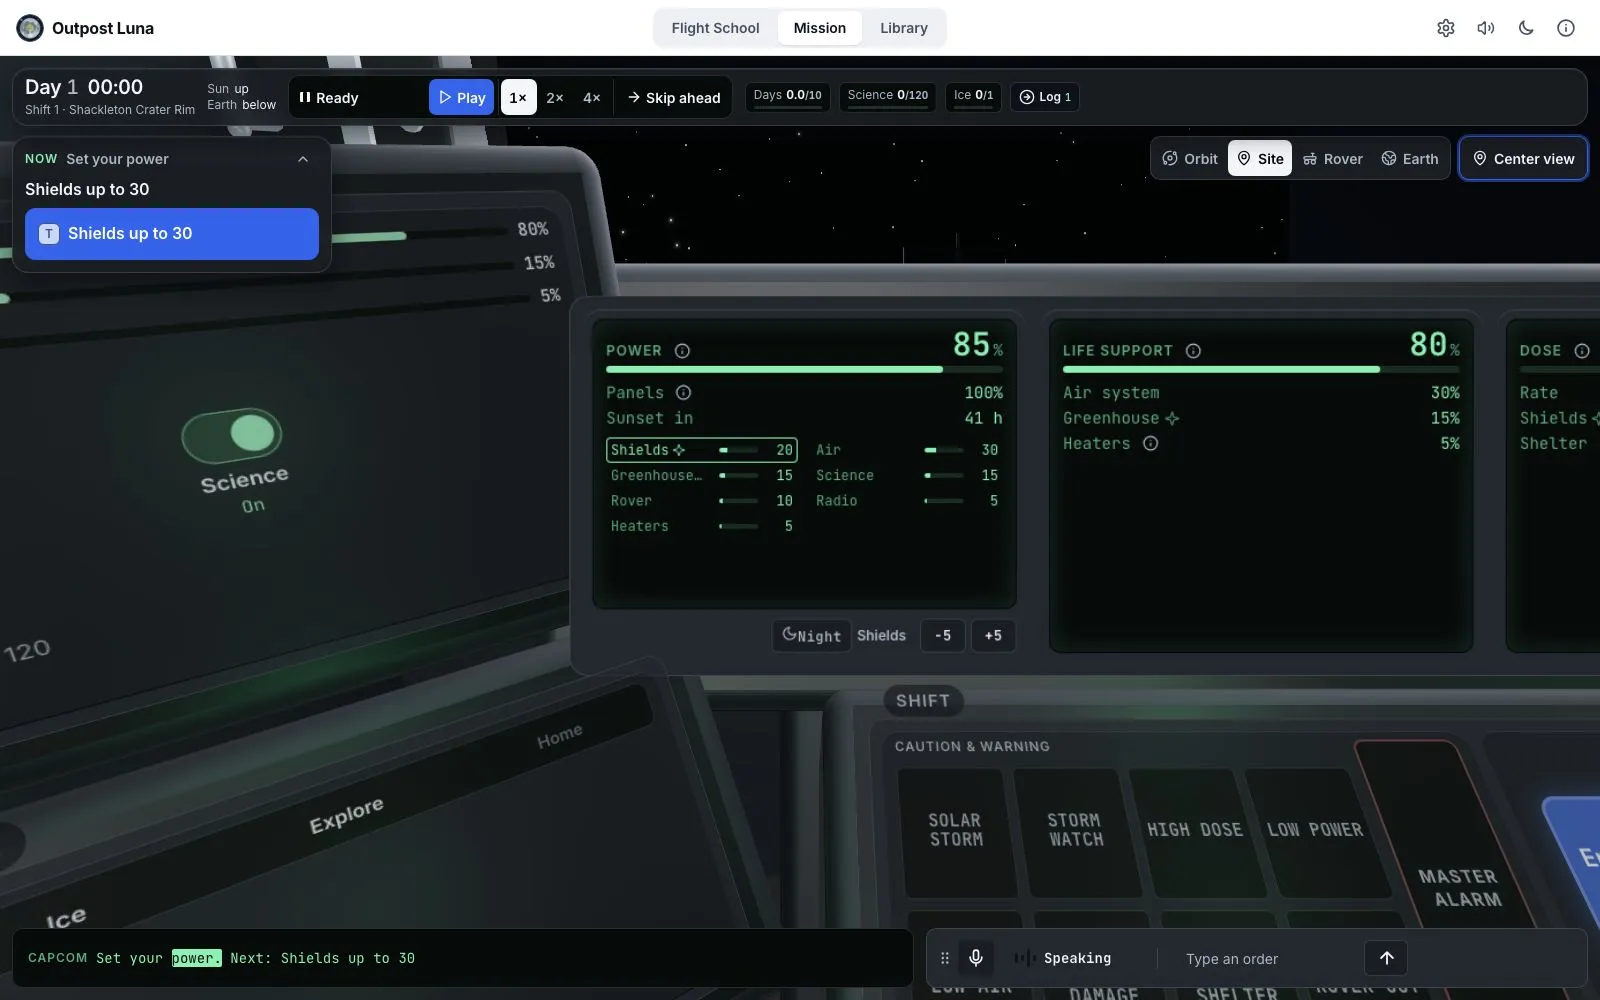 Outpost Luna
Flight School
Mission
Library
Day 1 00:00
Shift 1 · Shackleton Crater Rim
Sun up
Earth below
Ready
Play
1×
2×
4×
Skip ahead
Days 0.0/10
Science 0/120
Ice 0/1
Log 1
NOW Set your power
Shields up to 30
T Shields up to 30
Orbit
Site
Rover
Earth
Center view
80%
15%
5%
Science
On
120
POWER
85%
Panels 100%
Sunset in 41 h
Shields 20
Air 30
Greenhouse… 15
Science 15
Rover 10
Radio 5
Heaters 5
Night
Shields
-5
+5
LIFE SUPPORT
80%
Air system 30%
Greenhouse 15%
Heaters 5%
DOSE
Rate
Shields
Shelter
Home
Explore
Ice
SHIFT
CAUTION & WARNING
SOLAR
STORM
STORM
WATCH
HIGH DOSE
LOW POWER
MASTER
ALARM
CAPCOM Set your power. Next: Shields up to 30
Speaking
Type an order
LOW AIR
DAMAGE
SHELTER
ROVER OUT